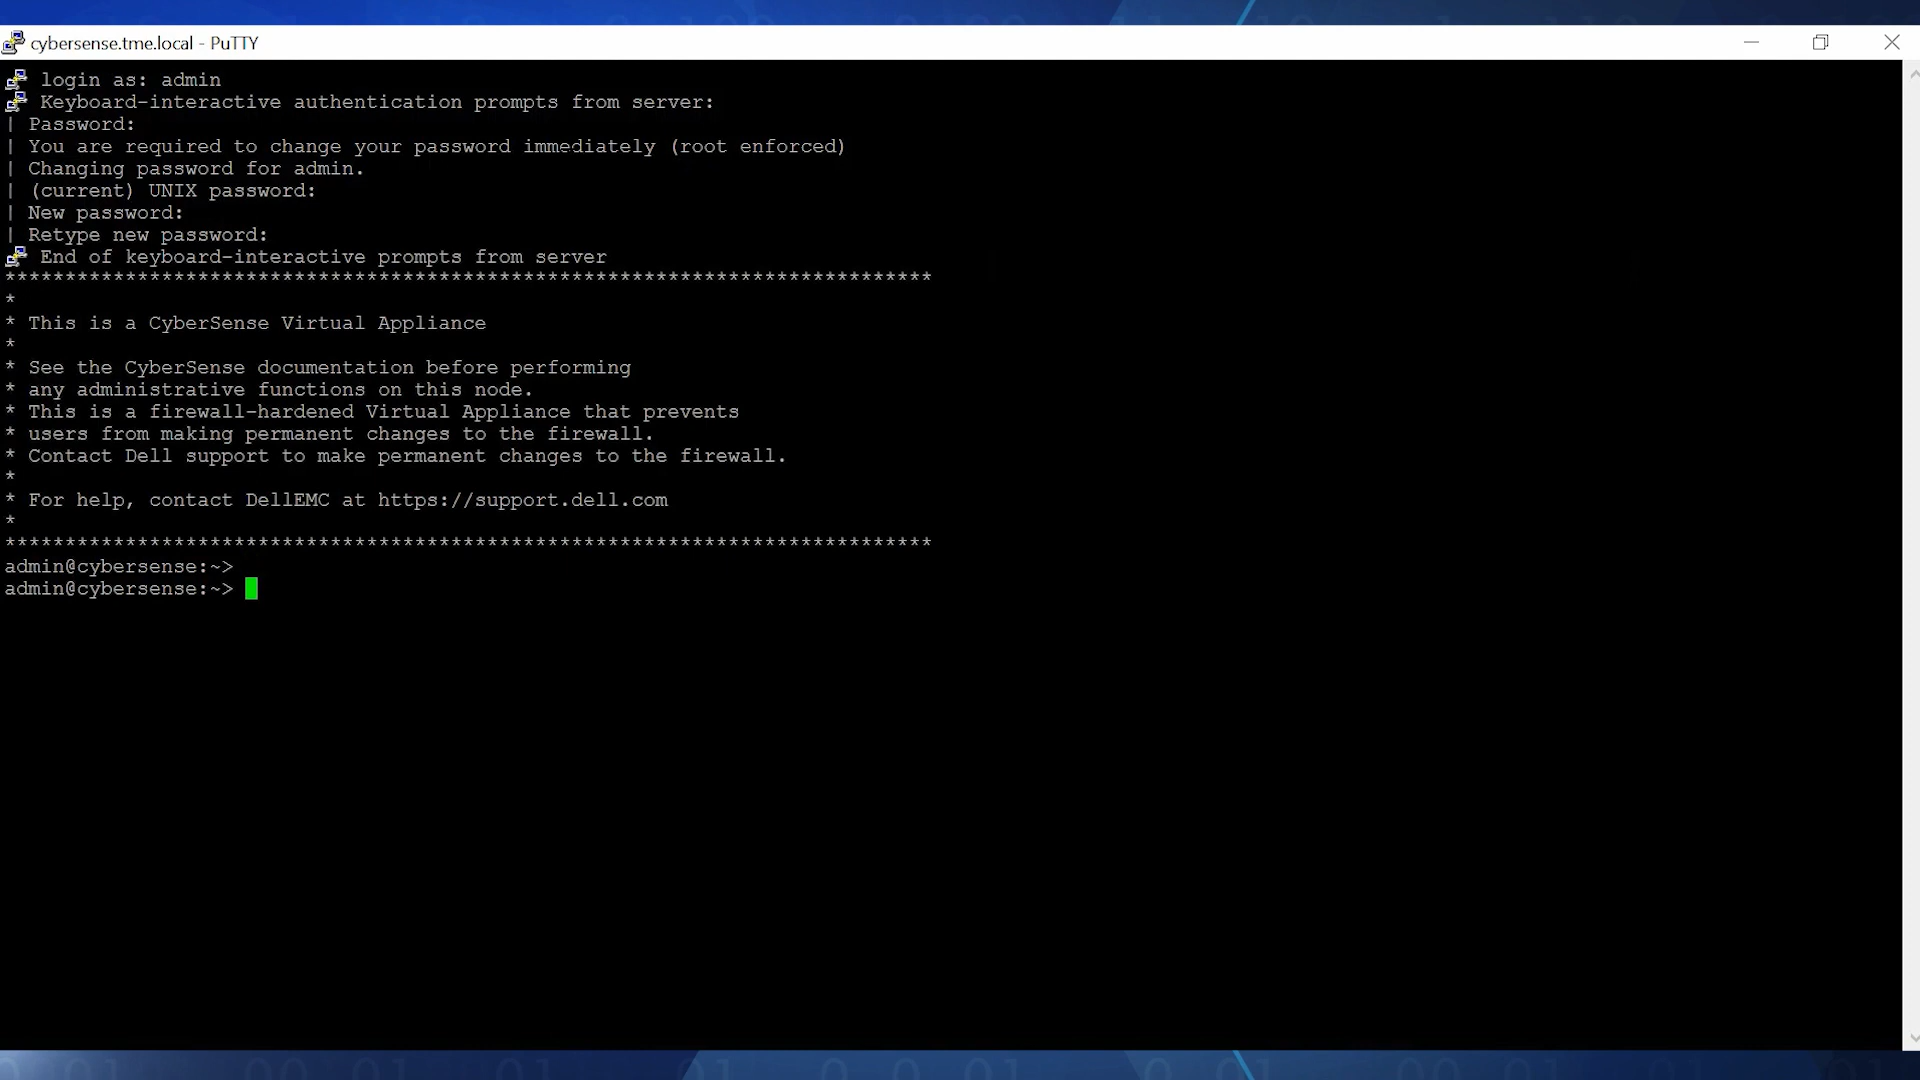 cybersense.tme.local - PuTTY
login as: admin
Keyboard-interactive authentication prompts from server:
| Password:
| You are required to change your password immediately (root enforced)
| Changing password for admin.
| (current) UNIX password:
| New password:
| Retype new password:
End of keyboard-interactive prompts from server
*****************************************************************************
*
* This is a CyberSense Virtual Appliance
*
* See the CyberSense documentation before performing
* any administrative functions on this node.
* This is a firewall-hardened Virtual Appliance that prevents
* users from making permanent changes to the firewall.
* Contact Dell support to make permanent changes to the firewall.
*
* For help, contact DellEMC at https://support.dell.com
*
*****************************************************************************
admin@cybersense:~>
admin@cybersense:~>